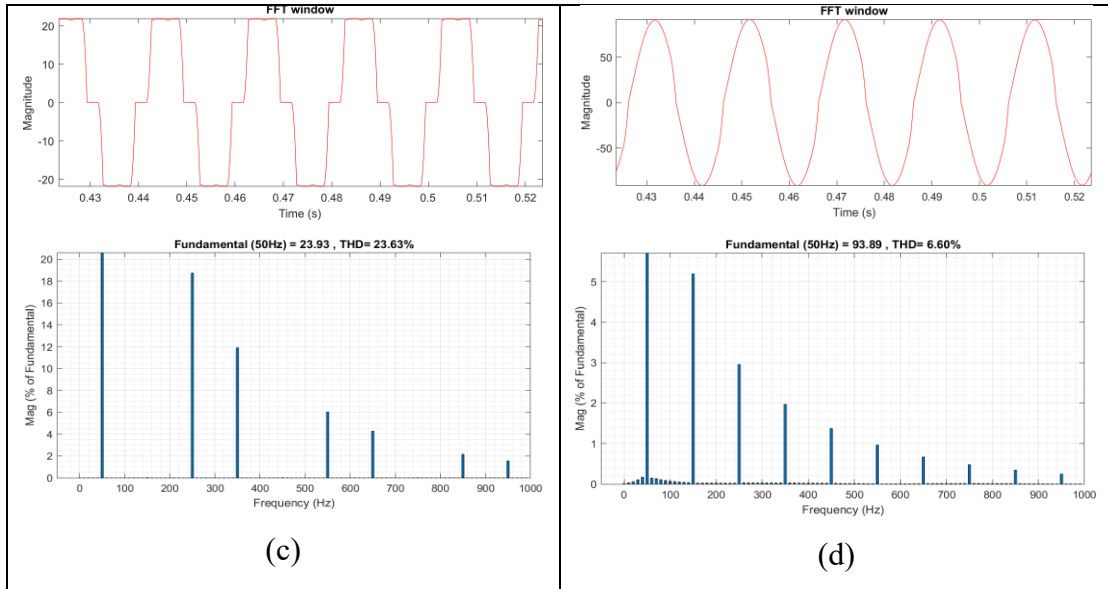 FFT window
20
10
0
-10
-20
Magnitude
0.43 0.44 0.45 0.46 0.47 0.48 0.49 0.5 0.51 0.52
Time (s)
Fundamental (50Hz) = 23.93 , THD= 23.63%
20
18
16
14
12
10
8
6
4
2
0
Mag (% of Fundamental)
0 100 200 300 400 500 600 700 800 900 1000
Frequency (Hz)
(c)
FFT window
50
0
-50
Magnitude
0.43 0.44 0.45 0.46 0.47 0.48 0.49 0.5 0.51 0.52
Time (s)
Fundamental (50Hz) = 93.89 , THD= 6.60%
5
4
3
2
1
0
Mag (% of Fundamental)
0 100 200 300 400 500 600 700 800 900 1000
Frequency (Hz)
(d)